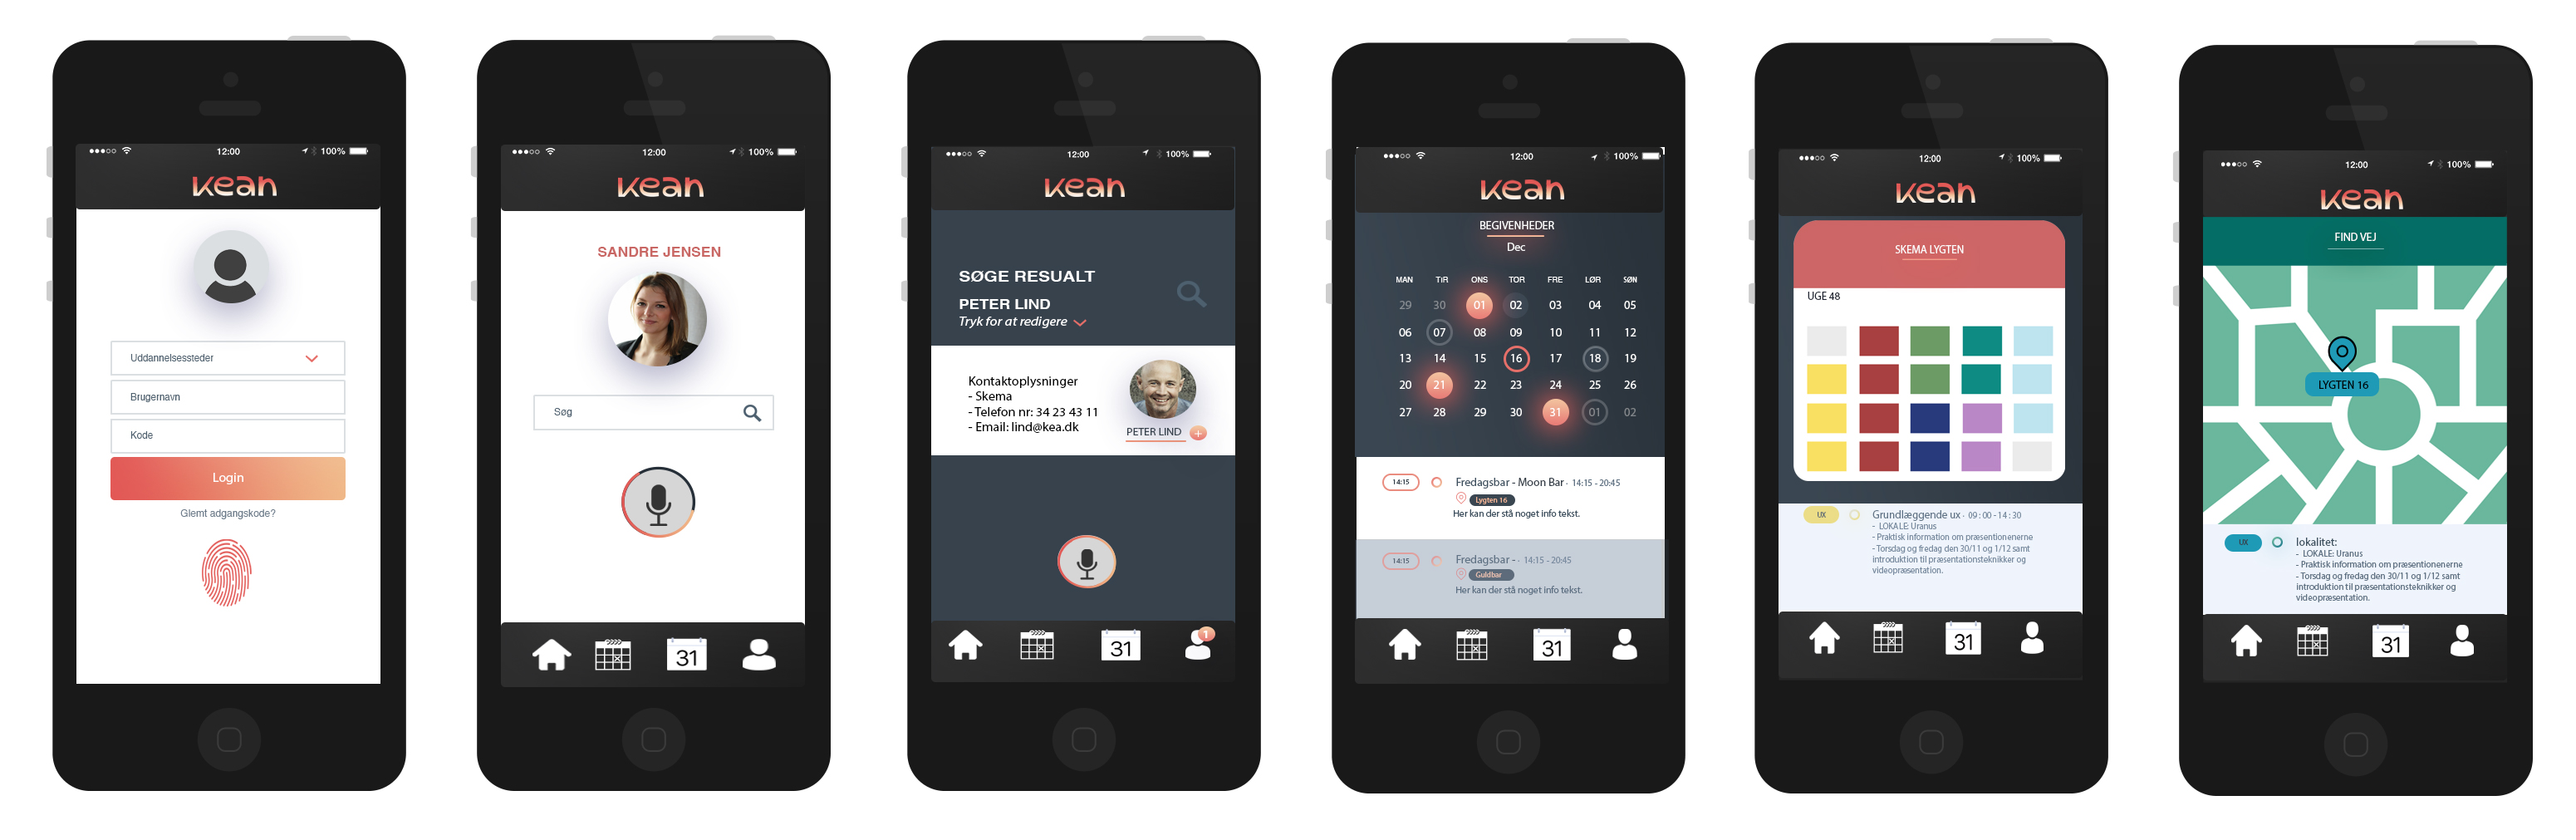 12:00
100%
kean
Uddannelsessteder
Brugernavn
Kode
Login
Glemt adgangskode?
12:00
100%
kean
SANDRE JENSEN
Søg
31
12:00
100%
kean
SØGE RESUALT
PETER LIND
Tryk for at redigere
Kontaktoplysninger
- Skema
- Telefon nr: 34 23 43 11
- Email: lind@kea.dk
PETER LIND
+
31
1
12:00
100%
kean
BEGIVENHEDER
Dec
MAN TIR ONS TOR FRE LØR SØN
29 30 01 02 03 04 05
06 07 08 09 10 11 12
13 14 15 16 17 18 19
20 21 22 23 24 25 26
27 28 29 30 31 01 02
14:15 Fredagsbar - Moon Bar - 14:15 - 20:45
Lygten 16
Her kan der stå noget info tekst.
14:15 Fredagsbar - - 14:15 - 20:45
Guldbar
Her kan der stå noget info tekst.
31
12:00
100%
kean
SKEMA LYGTEN
UGE 48
UX Grundlæggende ux - 09 : 00 - 14 : 30
- LOKALE: Uranus
- Praktisk information om præsentionenerne
- Torsdag og fredag den 30/11 og 1/12 samt
introduktion til præsentationsteknikker og
videopræsentation.
31
12:00
100%
kean
FIND VEJ
LYGTEN 16
UX lokalitet:
- LOKALE: Uranus
- Praktisk information om præsentionenerne
- Torsdag og fredag den 30/11 og 1/12 samt
introduktion til præsentationsteknikker og
videopræsentation.
31